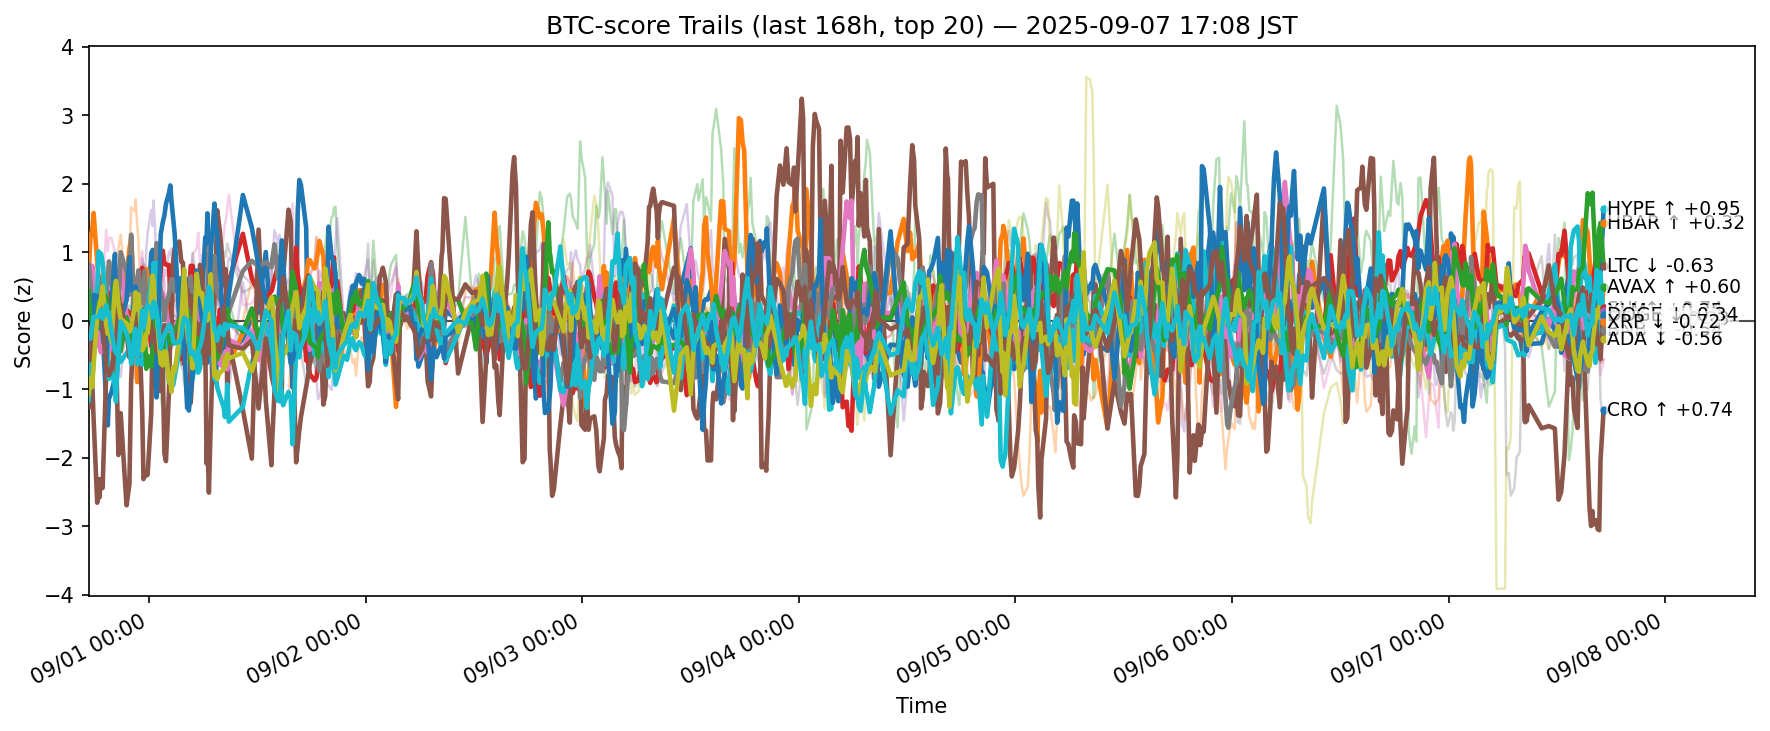 BTC-score Trails (last 168h, top 20) — 2025-09-07 17:08 JST
Score (z)
4
3
2
1
0
−1
−2
−3
−4
HYPE ↑ +0.95
HBAR ↑ +0.32
LTC ↓ -0.63
AVAX ↑ +0.60
XRP ↓ -0.72
ADA ↓ -0.56
CRO ↑ +0.74
09/01 00:00
09/02 00:00
09/03 00:00
09/04 00:00
09/05 00:00
09/06 00:00
09/07 00:00
09/08 00:00
Time